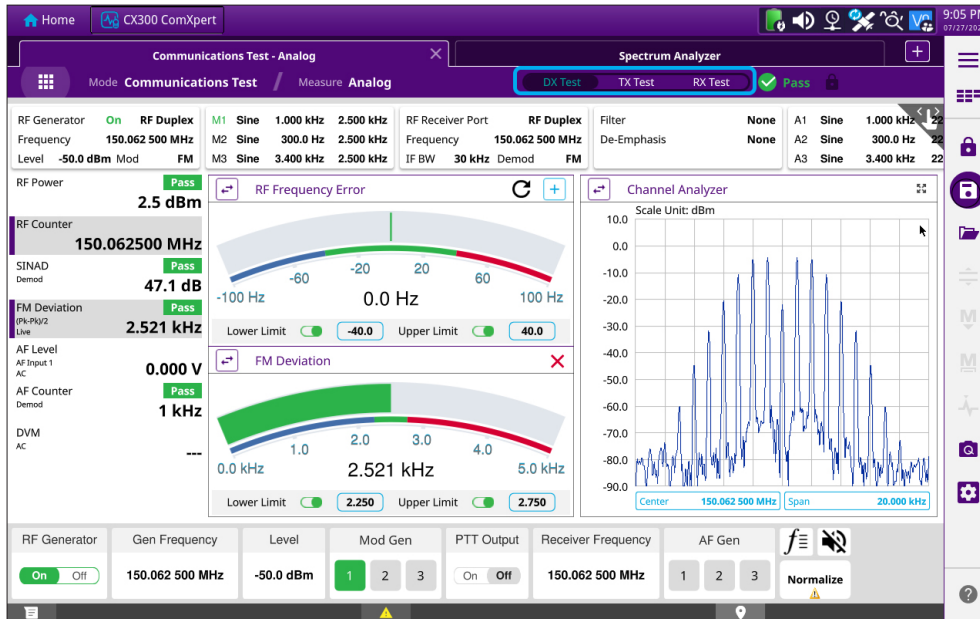 Home
CX300 ComXpert
9:05 PM
Communications Test - Analog
Spectrum Analyzer
Mode Communications Test / Measure Analog
DX Test TX Test RX Test
Pass
RF Generator On RF Duplex
Frequency 150.062 500 MHz
Level -50.0 dBm Mod FM
M1 Sine 1.000 kHz 2.500 kHz
M2 Sine 300.0 Hz 2.500 kHz
M3 Sine 3.400 kHz 2.500 kHz
RF Receiver Port RF Duplex
Frequency 150.062 500 MHz
IF BW 30 kHz Demod FM
Filter None
De-Emphasis None
A1 Sine 1.000 kHz
A2 Sine 300.0 Hz 22
A3 Sine 3.400 kHz 22
RF Power Pass
2.5 dBm
RF Counter
150.062500 MHz
SINAD Pass
Demod
47.1 dB
FM Deviation Pass
(Pk-Pk)/2
Live
2.521 kHz
AF Level
AF Input 1
AC
0.000 V
AF Counter Pass
Demod
1 kHz
DVM
AC
---
RF Frequency Error
-100 Hz -60 -20 20 60 100 Hz
0.0 Hz
Lower Limit -40.0 Upper Limit 40.0
FM Deviation
0.0 kHz 1.0 2.0 3.0 4.0 5.0 kHz
2.521 kHz
Lower Limit 2.250 Upper Limit 2.750
Channel Analyzer
Scale Unit: dBm
10.0
0.0
-10.0
-20.0
-30.0
-40.0
-50.0
-60.0
-70.0
-80.0
-90.0
Center 150.062 500 MHz Span 20.000 kHz
RF Generator
On Off
Gen Frequency
150.062 500 MHz
Level
-50.0 dBm
Mod Gen
1 2 3
PTT Output
On Off
Receiver Frequency
150.062 500 MHz
AF Gen
1 2 3
Normalize